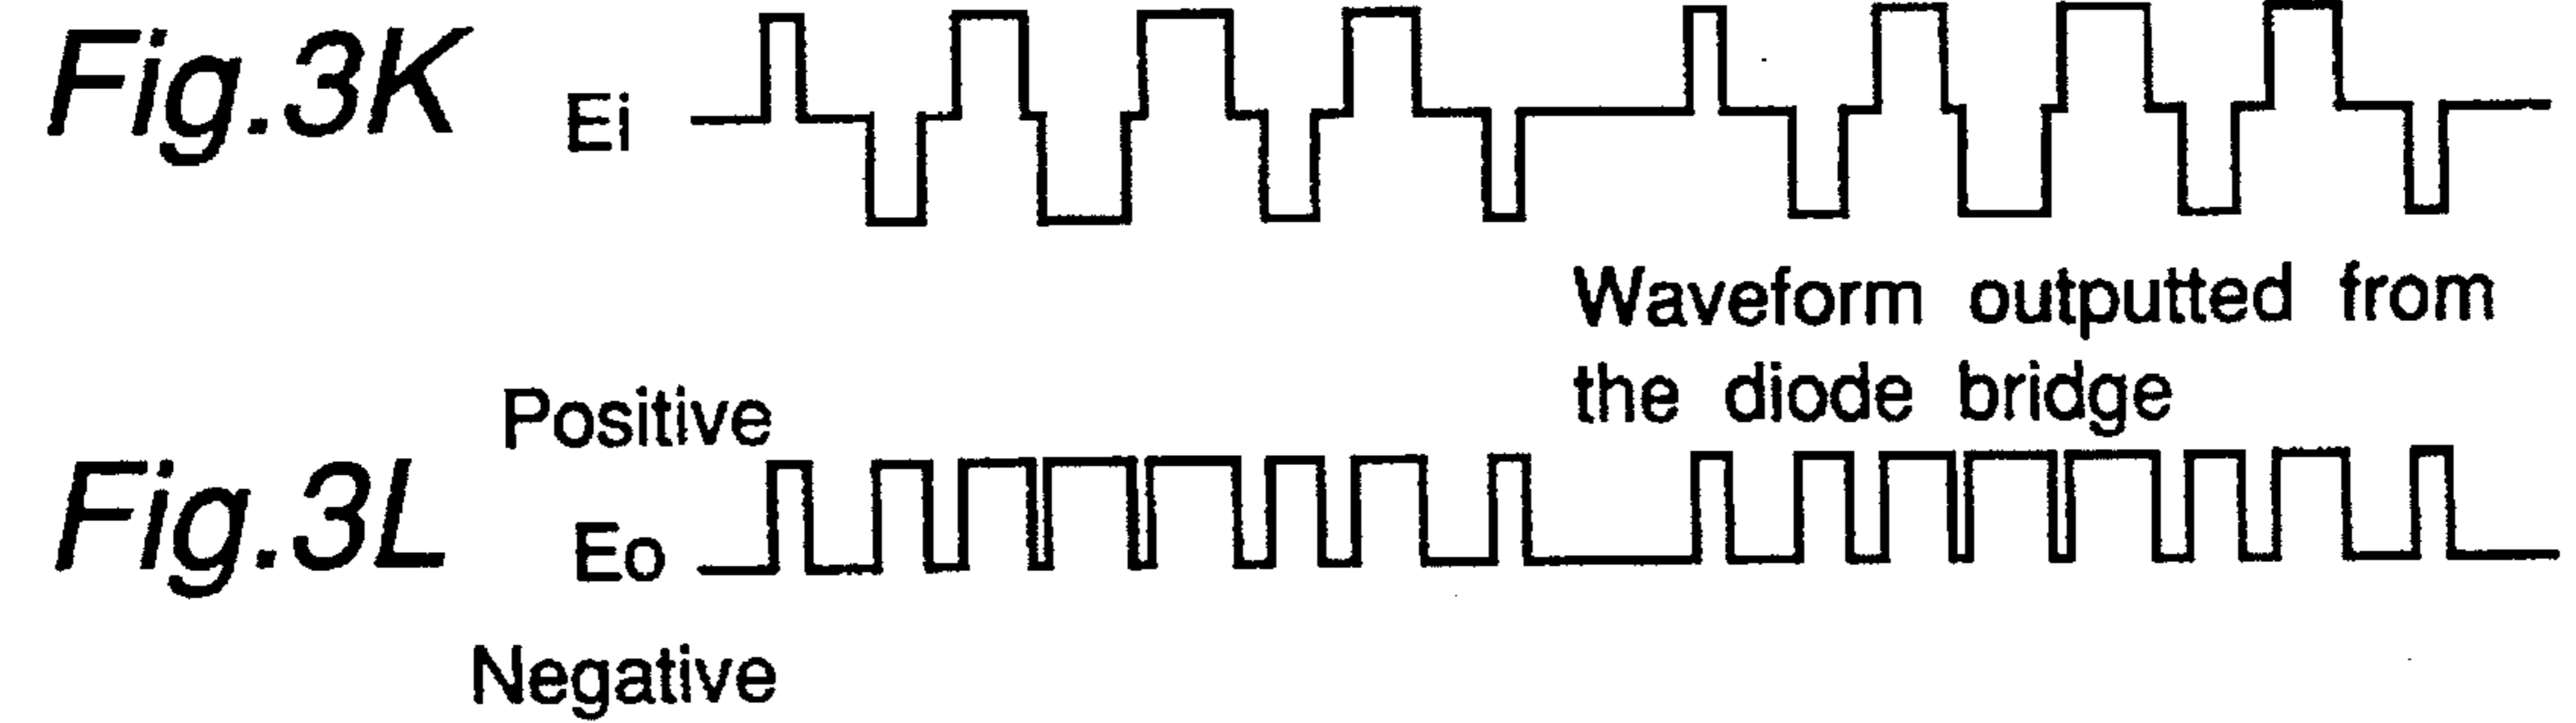 Fig.3K
Ei
Waveform outputted from
the diode bridge
Positive
Fig.3L
Eo
Negative